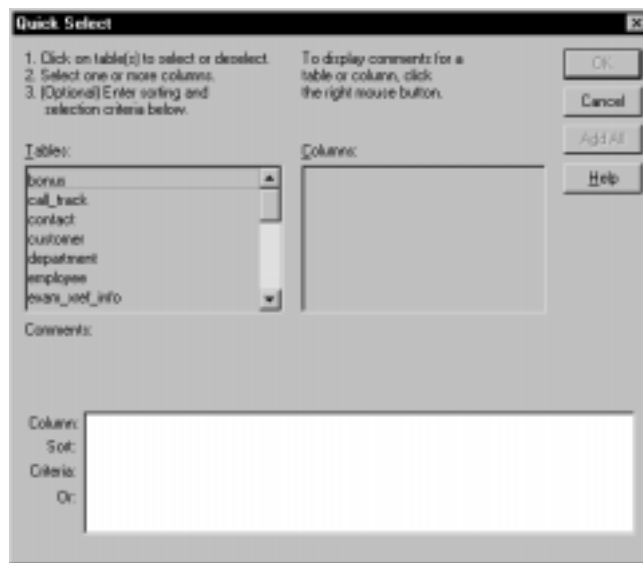 Quick Select
1. Click on table(s) to select or deselect.
2. Select one or more columns.
3. (Optional) Enter sorting and
selection criteria below.
To display comments for a
table or column, click
the right mouse button.
OK
Cancel
Add All
Help
Tables:
bonus
call_track
contact
customer
department
employee
exam_xref_info
Columns:
Comments:
Column:
Sort:
Criteria:
Or: